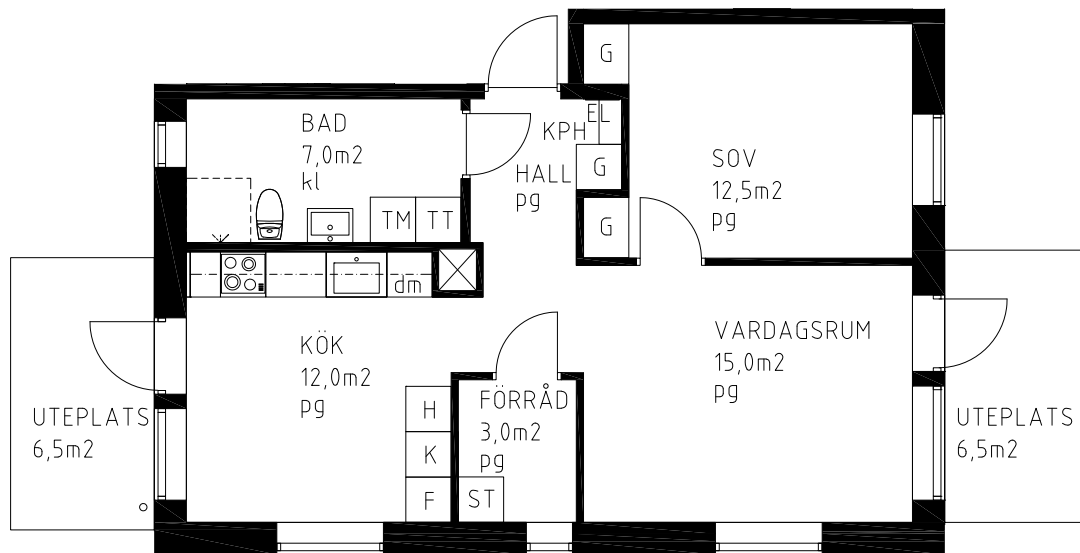 G
EL
KPH
G
HALL
pg
BAD
7,0m2
kl
TM
TT
SOV
12,5m2
pg
G
dm
KÖK
12,0m2
pg
VARDAGSRUM
15,0m2
pg
UTEPLATS
6,5m2
H
K
F
FÖRRÅD
3,0m2
pg
ST
UTEPLATS
6,5m2